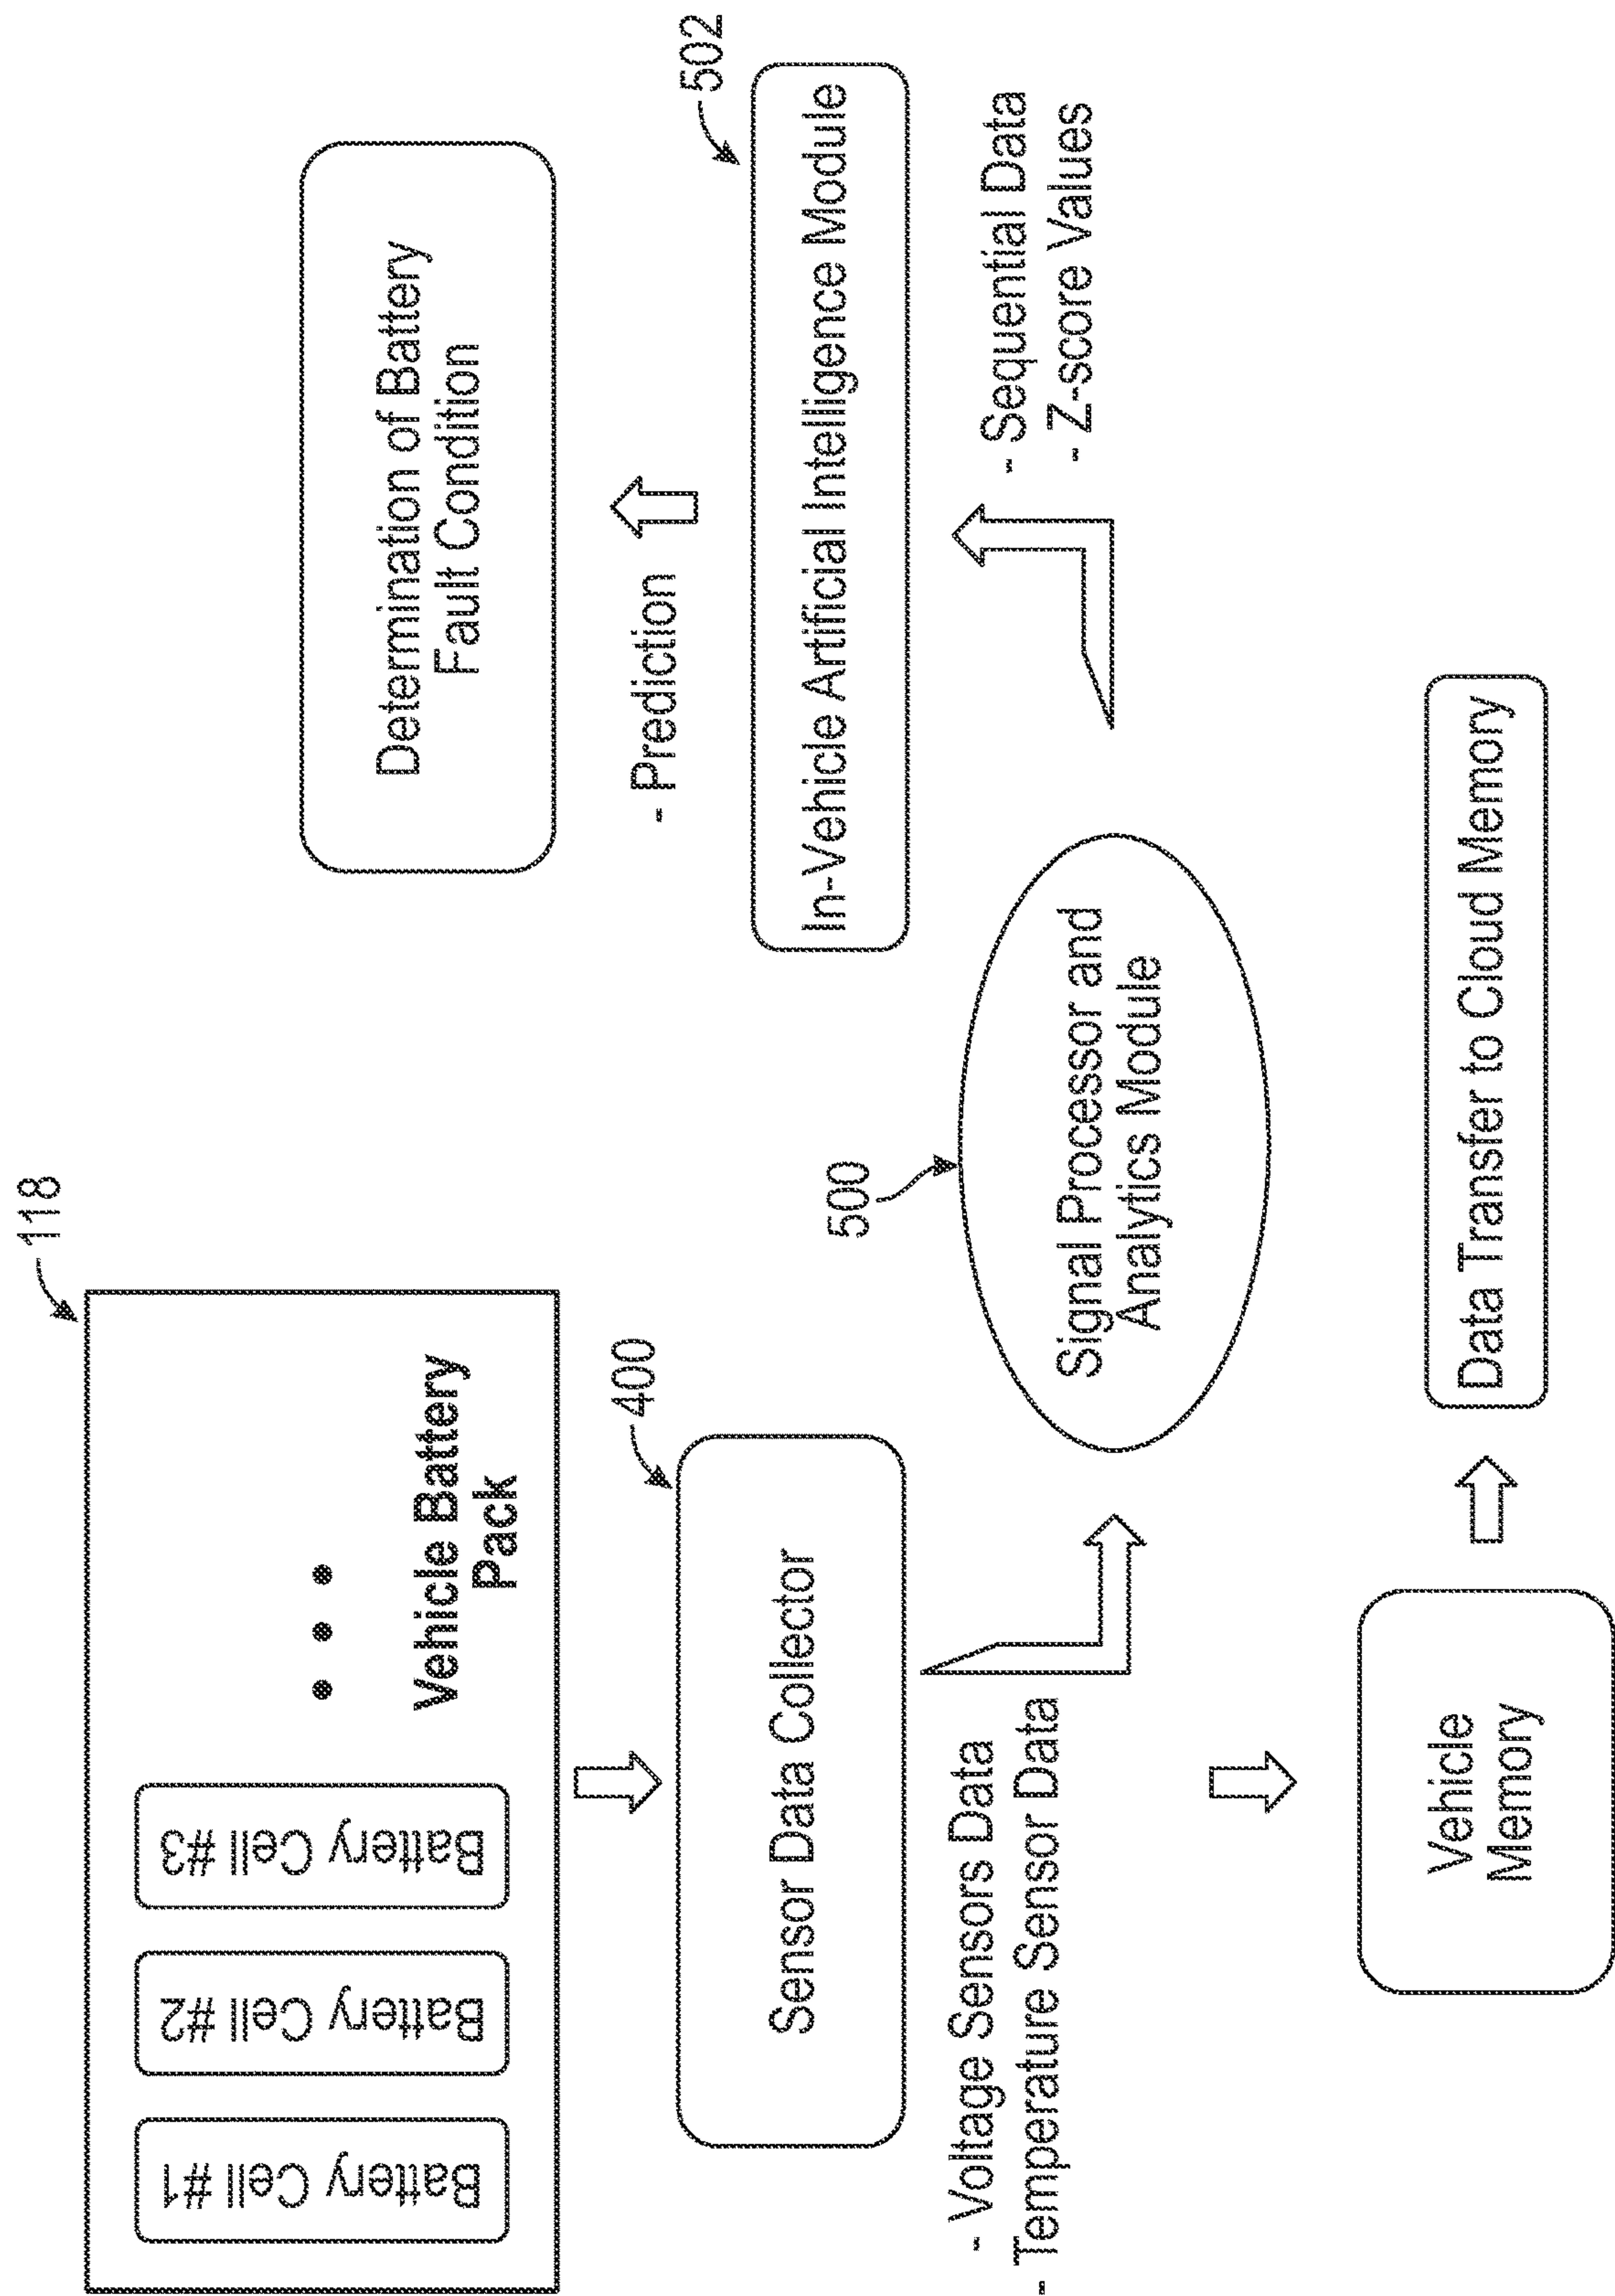 118
Battery Cell #1
Battery Cell #2
Battery Cell #3
Vehicle Battery
Pack
400
Sensor Data Collector
- Voltage Sensors Data
- Temperature Sensor Data
Vehicle
Memory
Data Transfer to Cloud Memory
500
Signal Processor and
Analytics Module
- Sequential Data
- Z-score Values
502
In-Vehicle Artificial Intelligence Module
- Prediction
Determination of Battery
Fault Condition